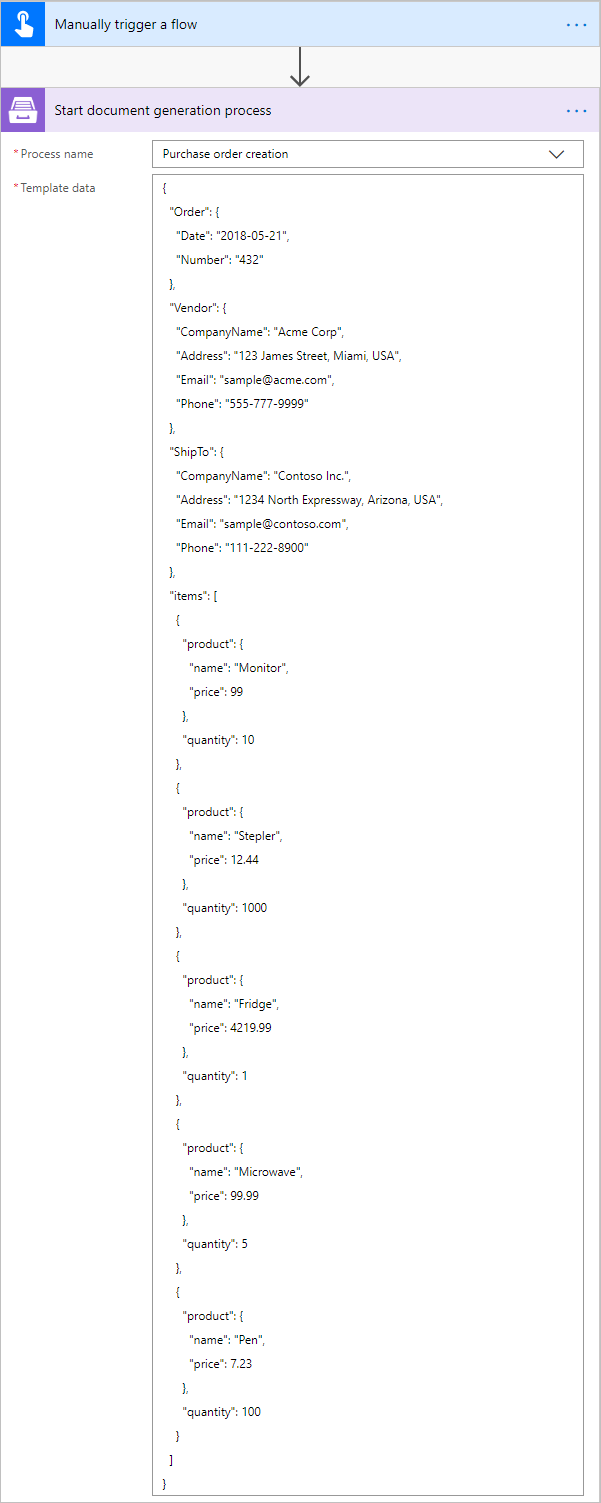 Manually trigger a flow
Start document generation process
* Process name
Purchase order creation
* Template data
{
"Order": {
"Date": "2018-05-21",
"Number": "432"
},
"Vendor": {
"CompanyName": "Acme Corp",
"Address": "123 James Street, Miami, USA",
"Email": "sample@acme.com",
"Phone": "555-777-9999"
},
"ShipTo": {
"CompanyName": "Contoso Inc.",
"Address": "1234 North Expressway, Arizona, USA",
"Email": "sample@contoso.com",
"Phone": "111-222-8900"
},
"items": [
{
"product": {
"name": "Monitor",
"price": 99
},
"quantity": 10
},
{
"product": {
"name": "Stepler",
"price": 12.44
},
"quantity": 1000
},
{
"product": {
"name": "Fridge",
"price": 4219.99
},
"quantity": 1
},
{
"product": {
"name": "Microwave",
"price": 99.99
},
"quantity": 5
},
{
"product": {
"name": "Pen",
"price": 7.23
},
"quantity": 100
}
]
}